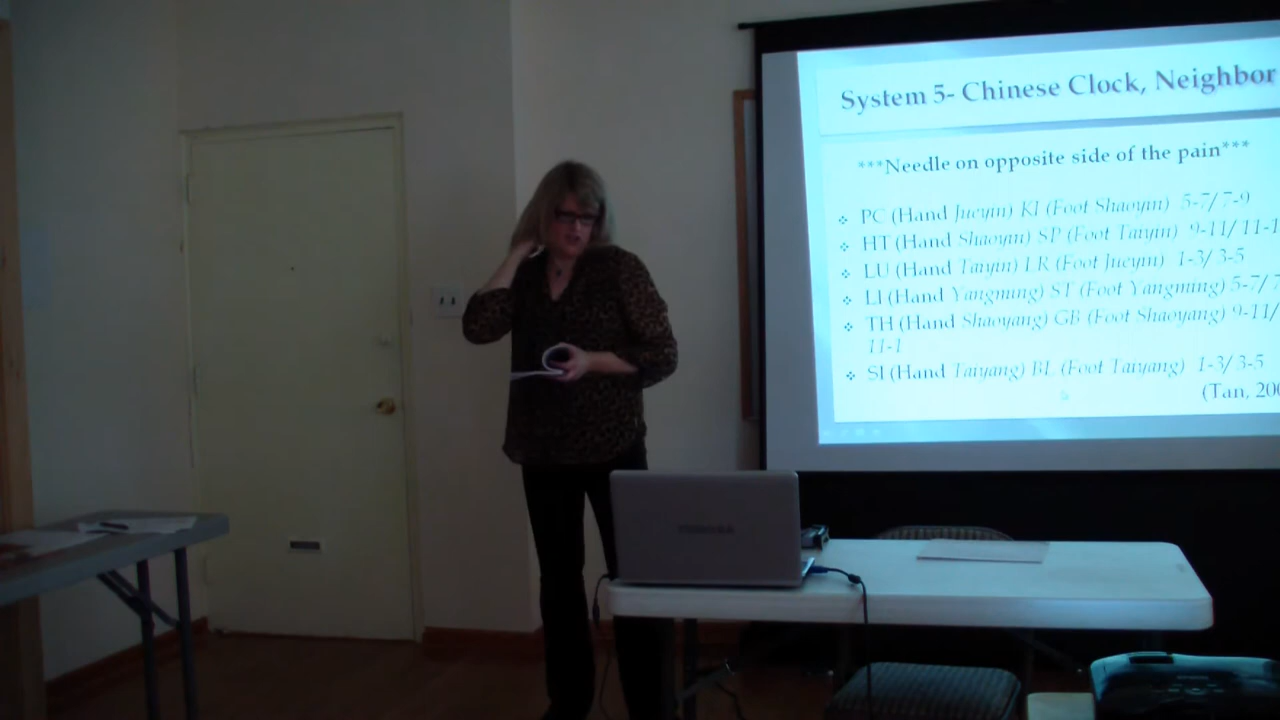 System 5- Chinese Clock, Neighbor
***Needle on opposite side of the pain***
PC (Hand Jueyin) KI (Foot Shaoyin) 5-7/ 7-9
HT (Hand Shaoyin) SP (Foot Taiyin) 9-11/ 11-1
LU (Hand Taiyin) LR (Foot Jueyin) 1-3/ 3-5
LI (Hand Yangming) ST (Foot Yangming) 5-7/ 7
TH (Hand Shaoyang) GB (Foot Shaoyang) 9-11/
11-1
SI (Hand Taiyang) BL (Foot Taiyang) 1-3/ 3-5
(Tan, 200
TOSHIBA